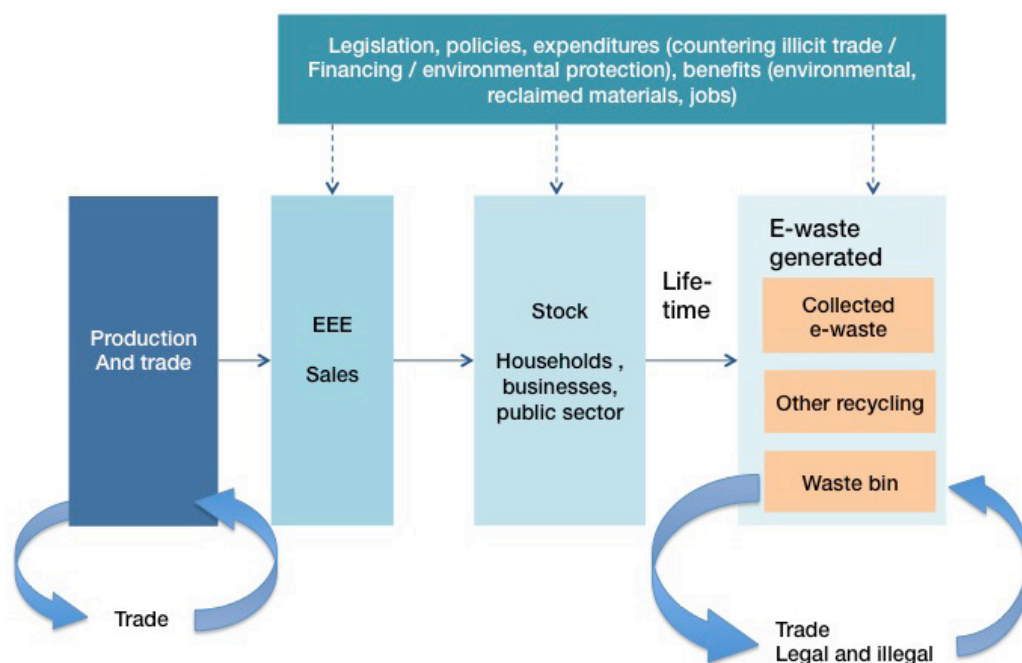 Legislation, policies, expenditures (countering illicit trade /
Financing / environmental protection), benefits (environmental,
reclaimed materials, jobs)
Production
And trade
EEE
Sales
Stock
Households ,
businesses,
public sector
Life-
time
E-waste
generated
Collected
e-waste
Other recycling
Waste bin
Trade
Trade
Legal and illegal